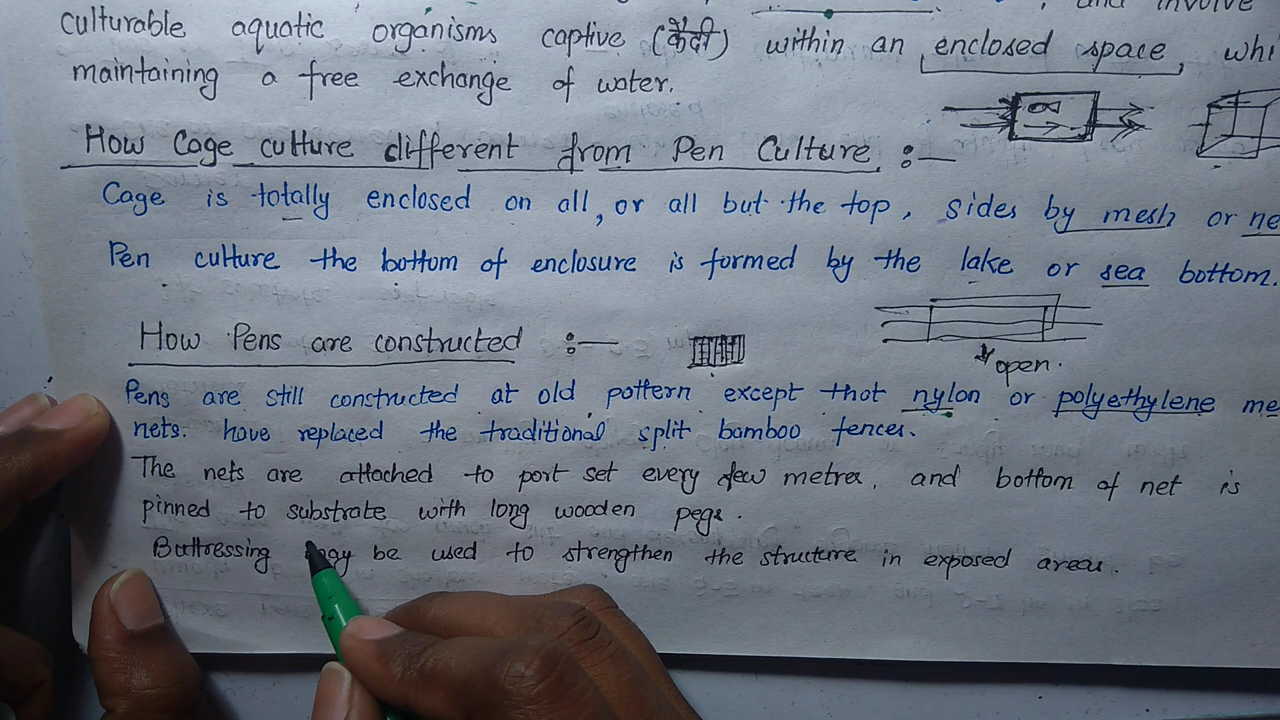 and involve
culturable aquatic organisms captive (कैदी) within an enclosed space, whi
maintaining a free exchange of water.
How Cage culture different from Pen Culture :—
Cage is totally enclosed on all, or all but the top, sides by mesh or ne
Pen culture the bottom of enclosure is formed by the lake or sea bottom.
How Pens are constructed :—
open.
Pens are still constructed at old pattern except that nylon or polyethylene me
nets. have replaced the traditional split bamboo fences.
The nets are attached to port set every few metre, and bottom of net is
pinned to substrate with long wooden pegs.
Buttressing may be used to strengthen the structure in exposed areas.